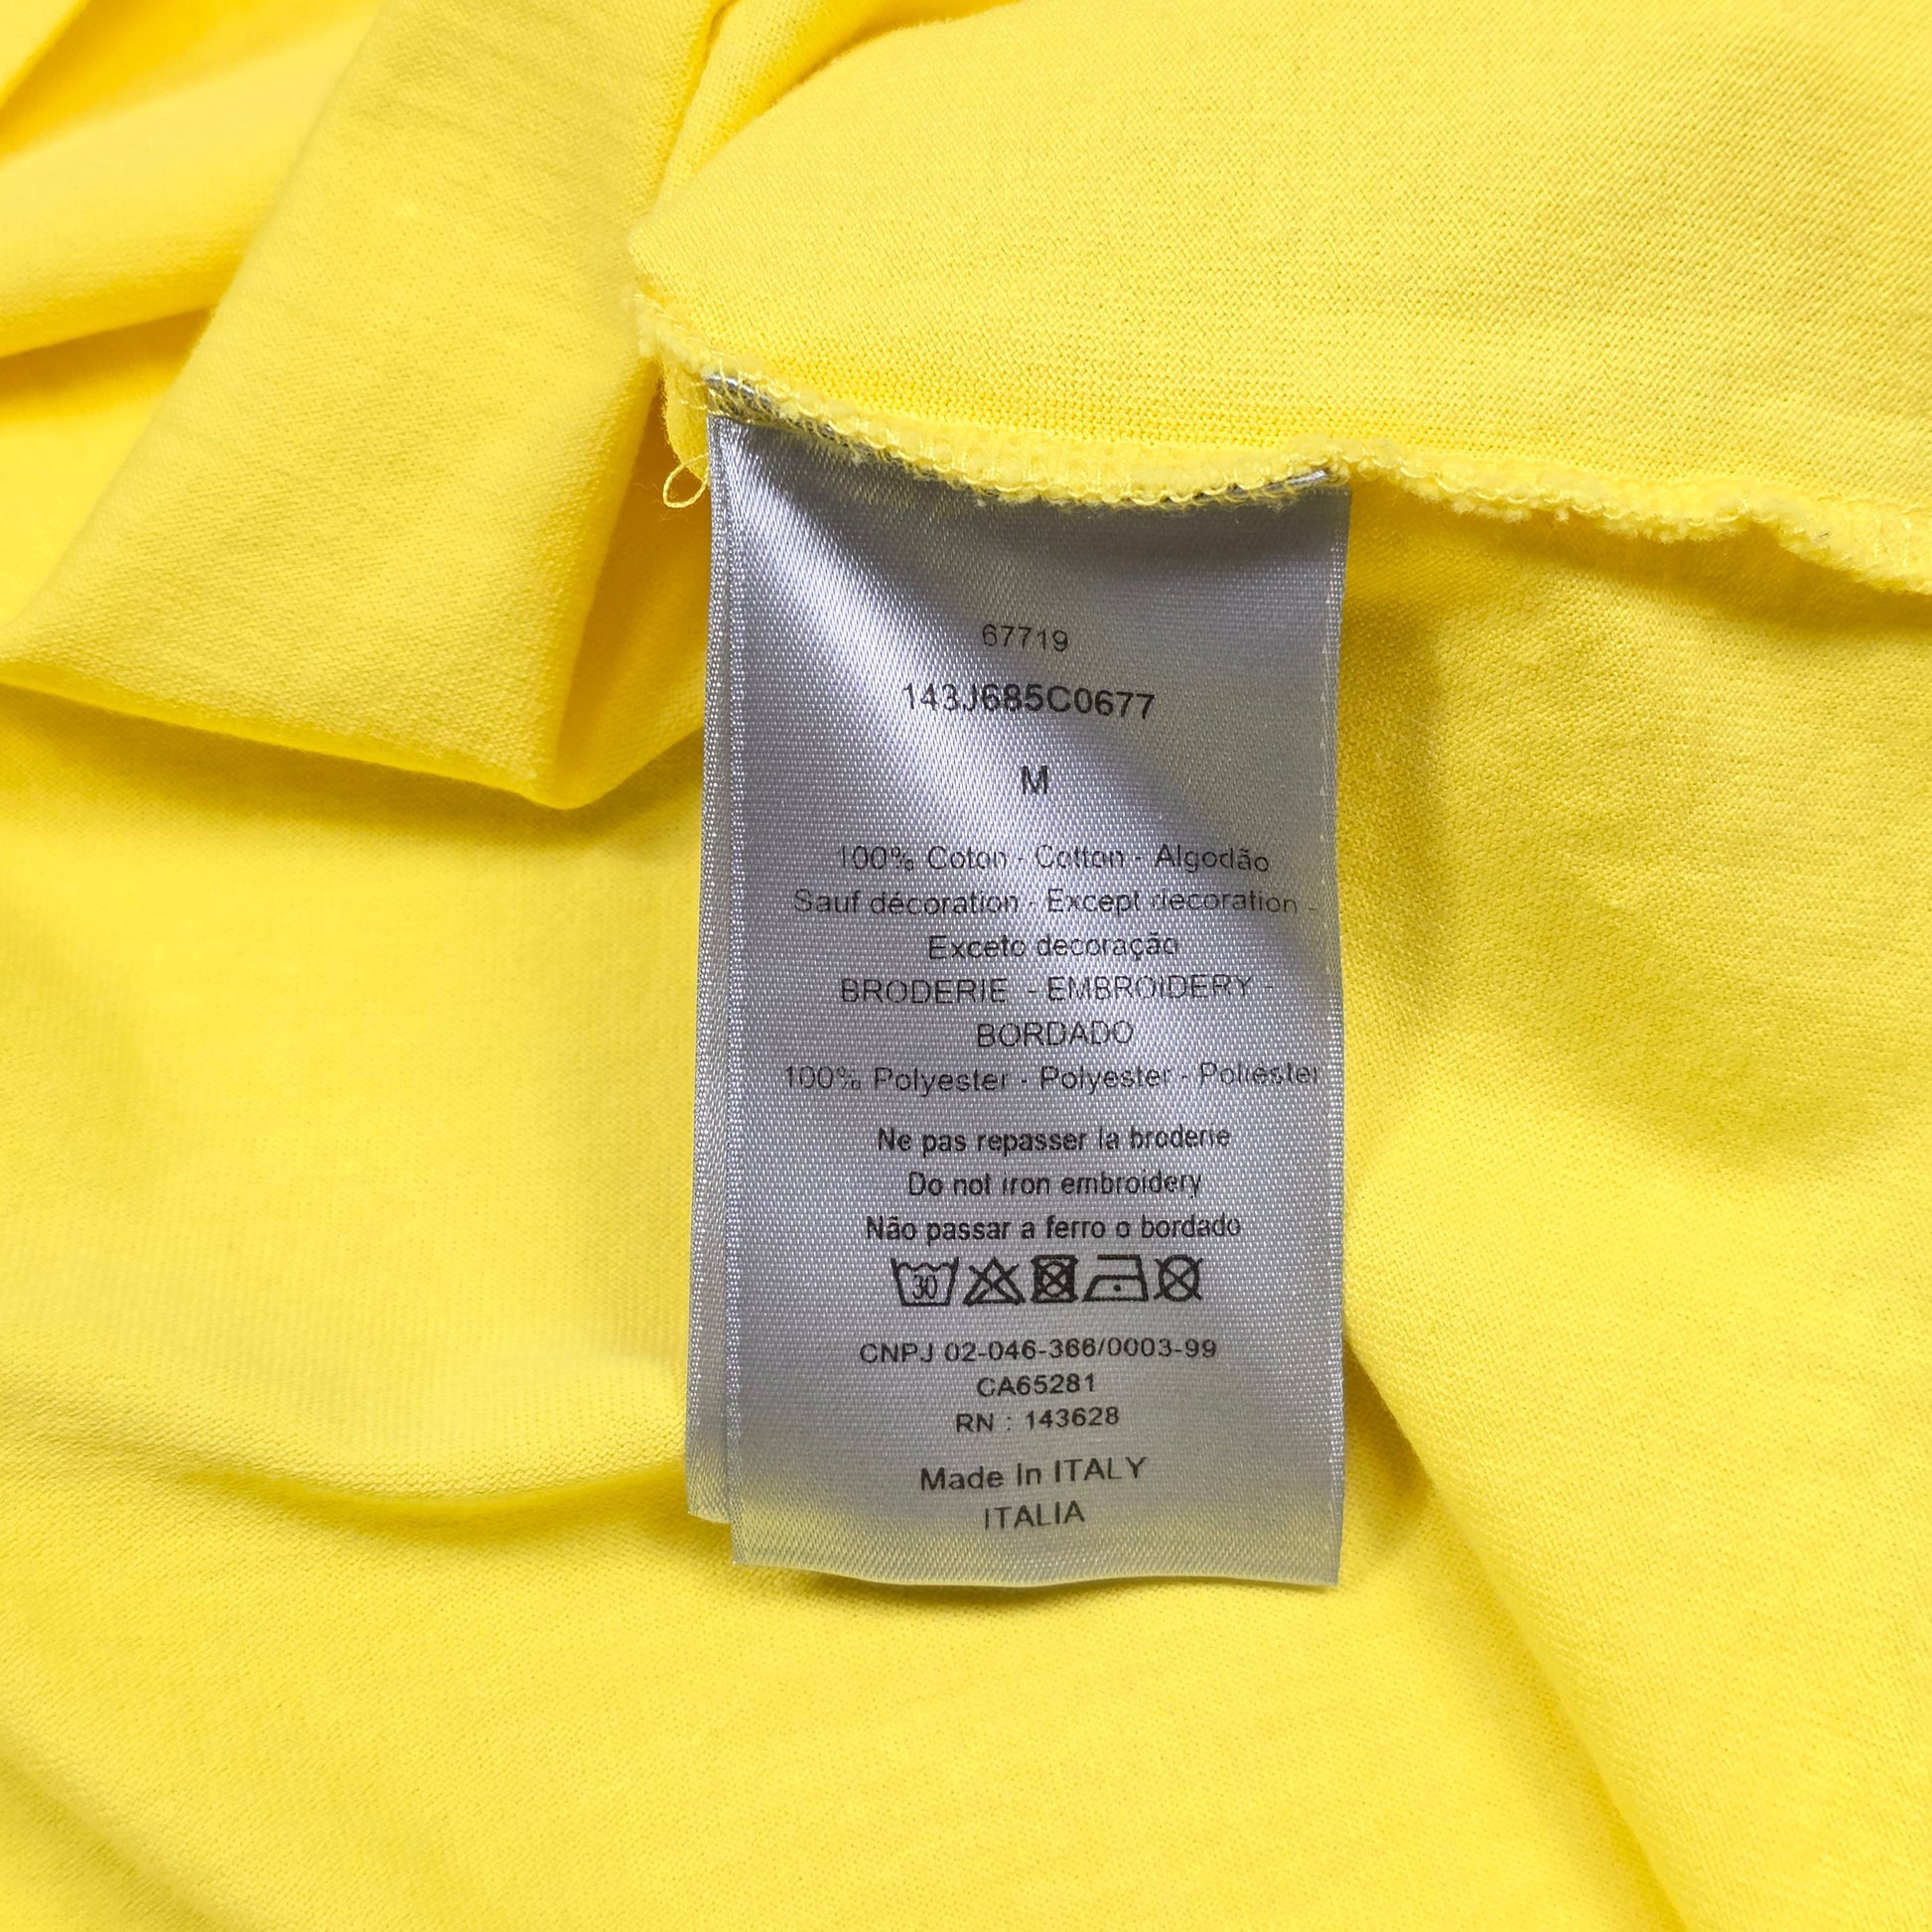 67719
143J685C0677
M
100% Coton - Cotton - Algodão
Sauf décoration - Except decoration -
Exceto decoração
BRODERIE - EMBROIDERY -
BORDADO
100% Polyester - Polyester - Poliéster
Ne pas repasser la broderie
Do not iron embroidery
Não passar a ferro o bordado
30
CNPJ 02-046-366/0003-99
CA65281
RN : 143628
Made In ITALY
ITALIA